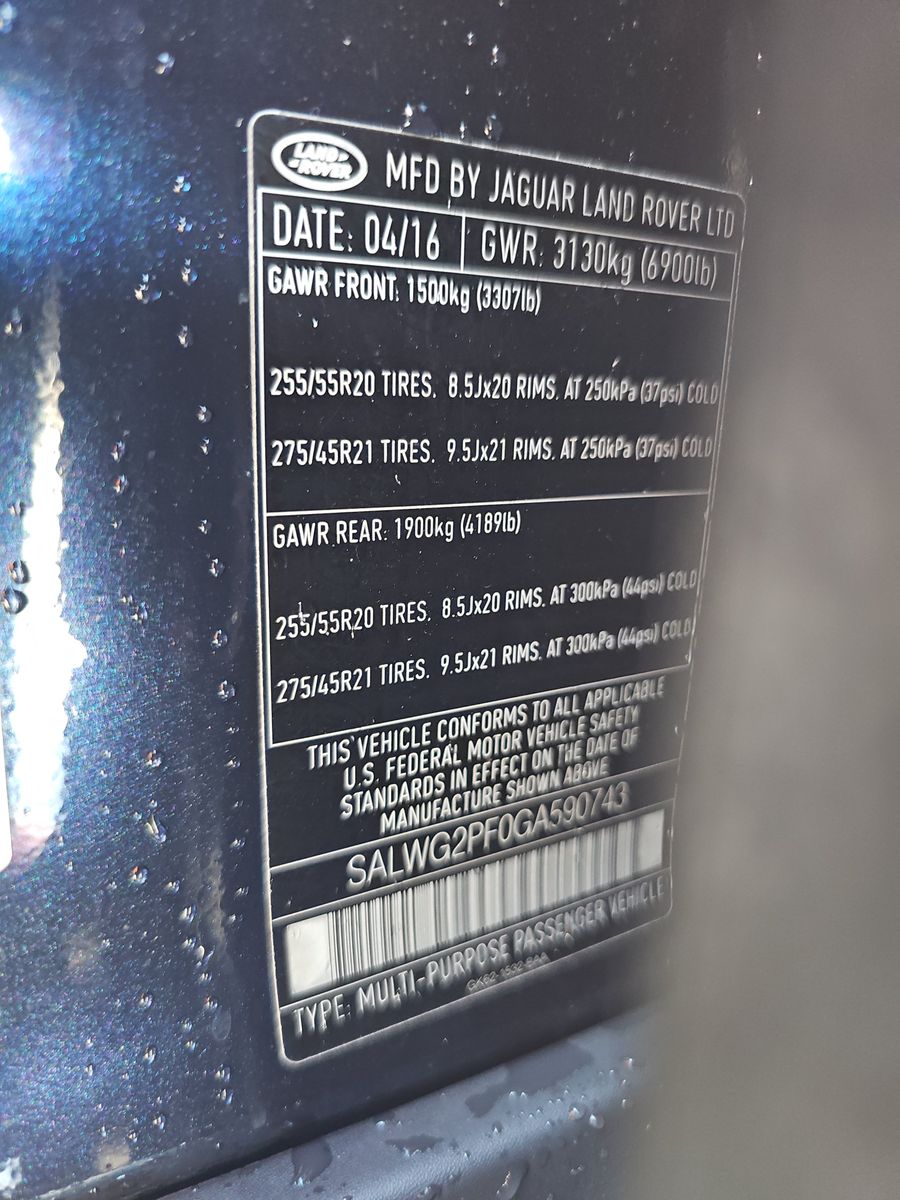 LAND ROVER
MFD BY JAGUAR LAND ROVER LTD
DATE: 04/16 GWR: 3130kg (6900lb)
GAWR FRONT: 1500kg (3307lb)
255/55R20 TIRES. 8.5Jx20 RIMS. AT 250kPa (37psi) COLD
275/45R21 TIRES. 9.5Jx21 RIMS. AT 250kPa (37psi) COLD
GAWR REAR: 1900kg (4189lb)
255/55R20 TIRES. 8.5Jx20 RIMS. AT 300kPa (44psi) COLD
275/45R21 TIRES. 9.5Jx21 RIMS. AT 300kPa (44psi) COLD
THIS VEHICLE CONFORMS TO ALL APPLICABLE
U.S. FEDERAL MOTOR VEHICLE SAFETY
STANDARDS IN EFFECT ON THE DATE OF
MANUFACTURE SHOWN ABOVE
SALWG2PF0GA590743
TYPE: MULTI-PURPOSE PASSENGER VEHICLE